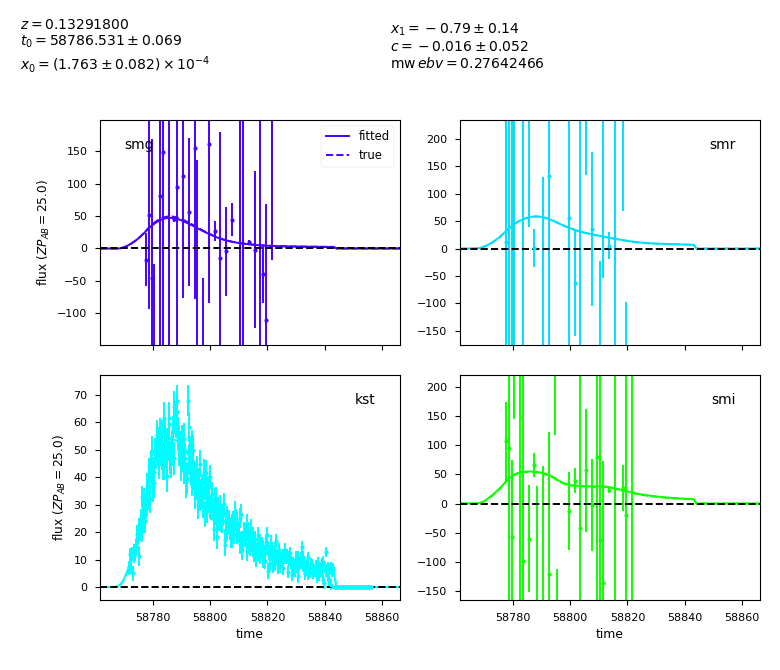 z = 0.13291800
t₀ = 58786.531 ± 0.069
x₀ = (1.763 ± 0.082) × 10⁻⁴
x₁ = −0.79 ± 0.14
c = −0.016 ± 0.052
mw ebv = 0.27642466
smg
fitted
true
150
100
50
0
−50
−100
flux (ZP_AB = 25.0)
smr
200
150
100
50
0
−50
−100
−150
kst
70
60
50
40
30
20
10
0
flux (ZP_AB = 25.0)
58780 58800 58820 58840 58860
time
smi
200
150
100
50
0
−50
−100
−150
58780 58800 58820 58840 58860
time